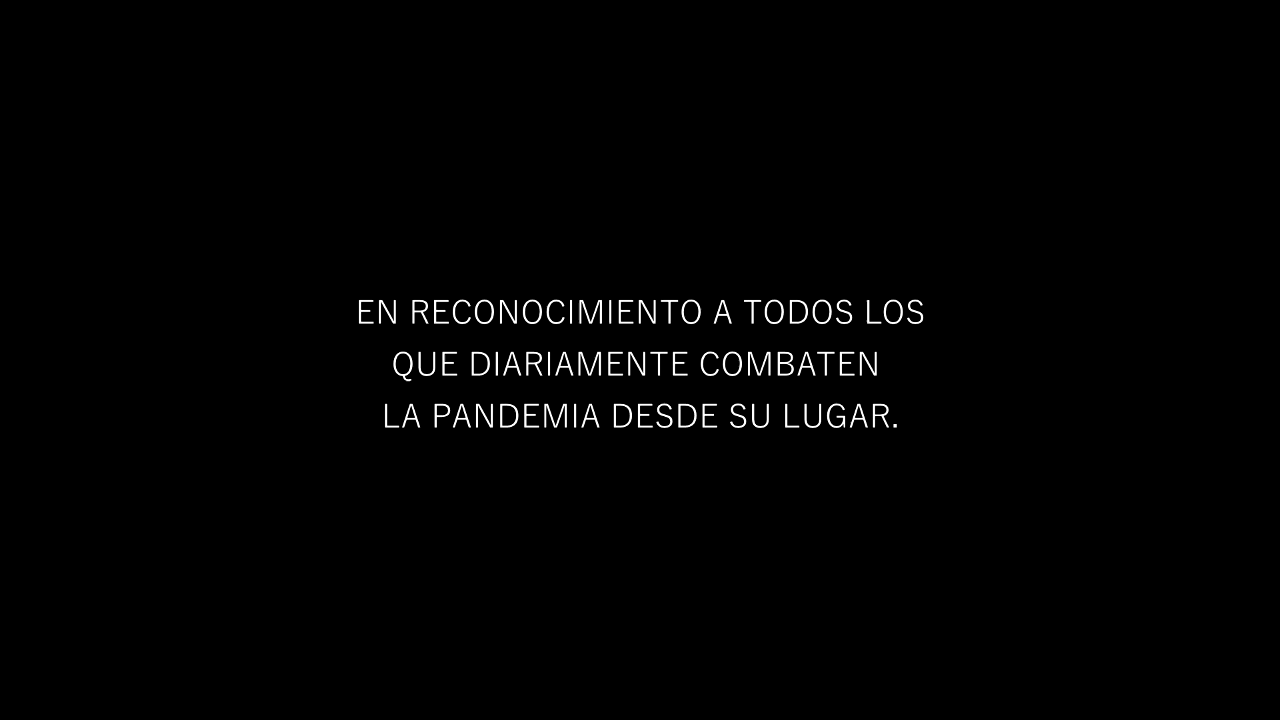 EN RECONOCIMIENTO A TODOS LOS
QUE DIARIAMENTE COMBATEN
LA PANDEMIA DESDE SU LUGAR.